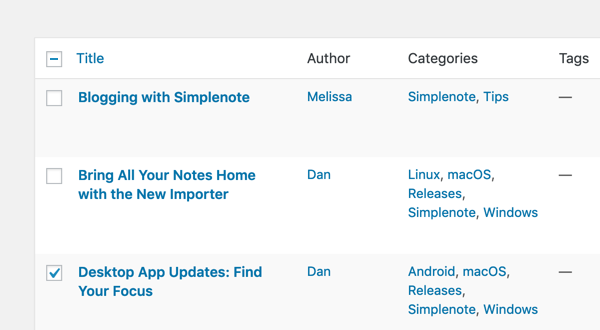 Title Author Categories Tags
Blogging with Simplenote Melissa Simplenote, Tips —
Bring All Your Notes Home Dan Linux, macOS, —
with the New Importer Releases,
Simplenote, Windows
Desktop App Updates: Find Dan Android, macOS, —
Your Focus Releases,
Simplenote, Windows